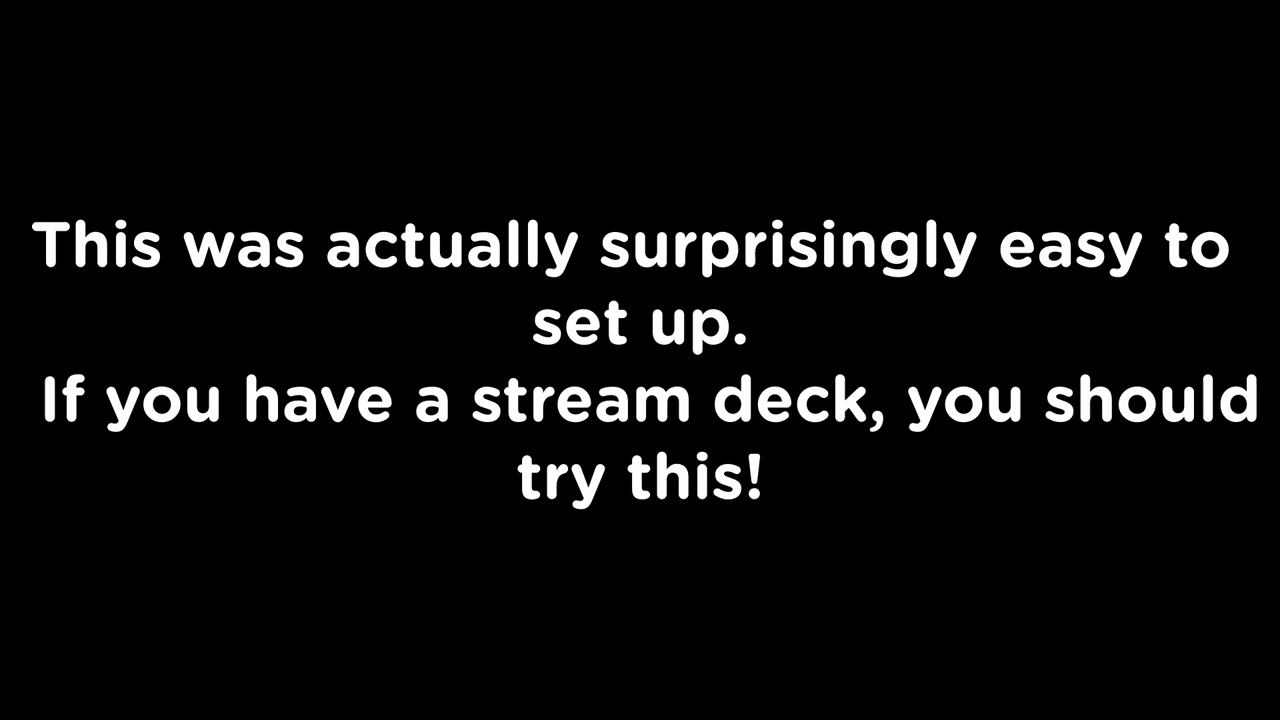 This was actually surprisingly easy to
set up.
If you have a stream deck, you should
try this!